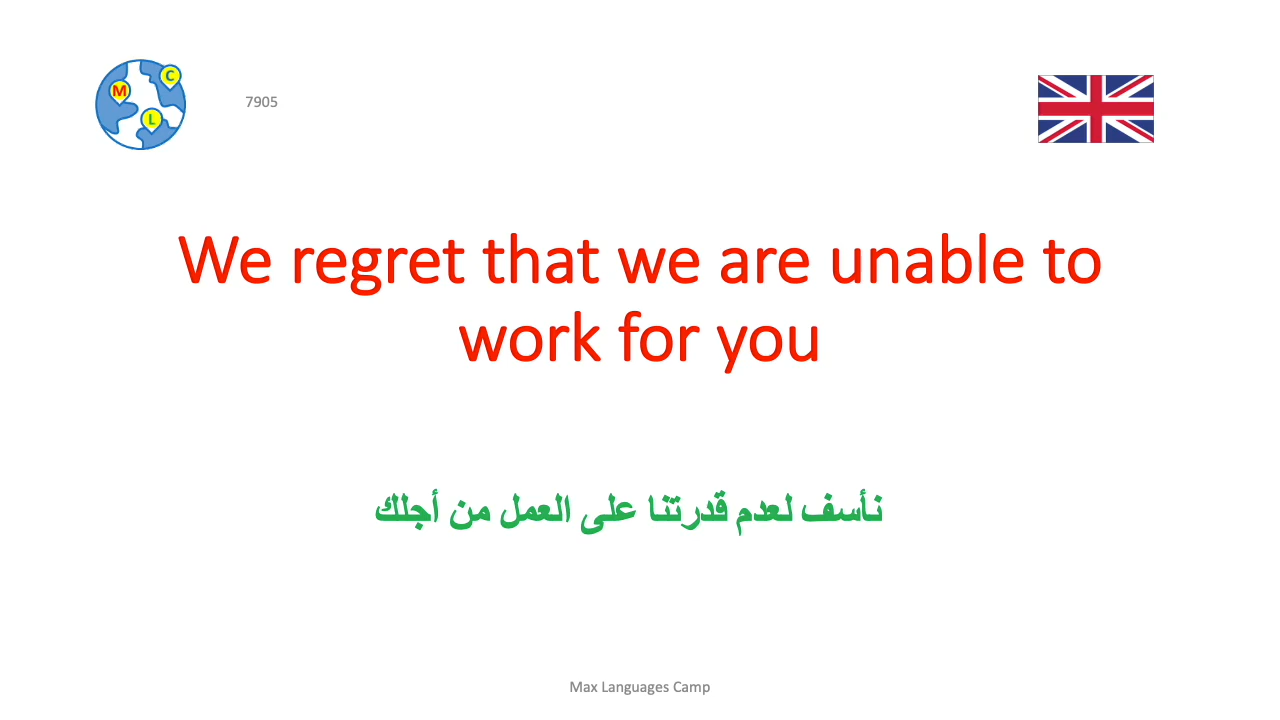 M
C
L
7905
We regret that we are unable to
work for you
نأسف لعدم قدرتنا على العمل من أجلك
Max Languages Camp